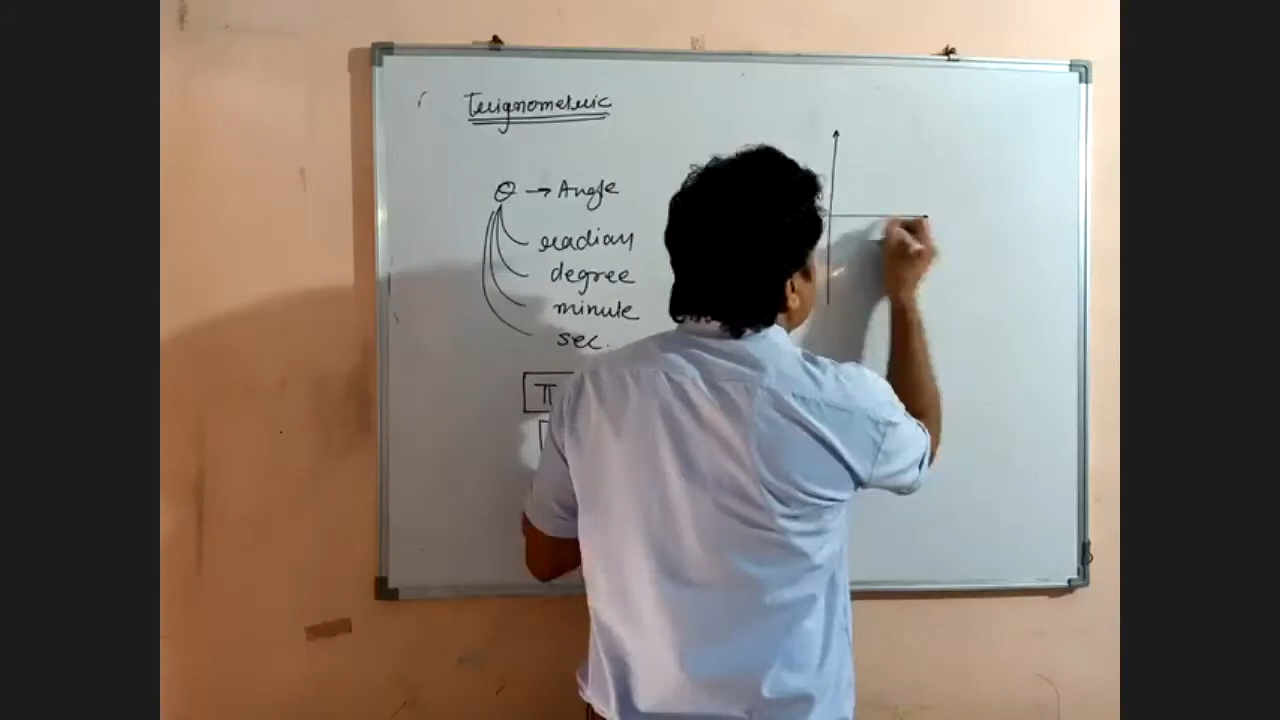 Trignometric
θ → Angle
radian
degree
minute
sec.
π